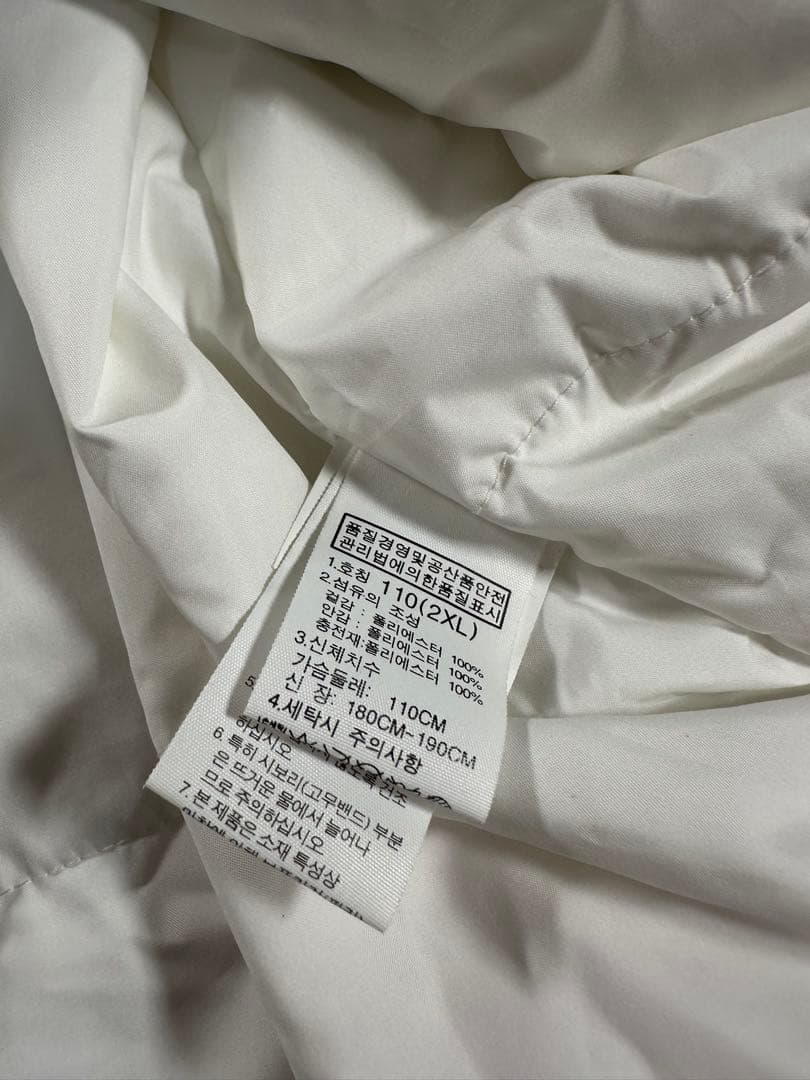 품질경영및공산품안전
관리법에의한품질표시
1.호칭 110(2XL)
2.섬유의 조성
겉감 : 폴리에스터 100%
안감 : 폴리에스터 100%
충전재:폴리에스터 100%
3.신체치수
가슴둘레: 110CM
신 장: 180CM-190CM
4.세탁시 주의사항
5.
하십시오
6. 특히 시보리(고무밴드) 부분
은 뜨거운 물에서 늘어나
므로 주의하십시오
7. 본 제품은 소재 특성상